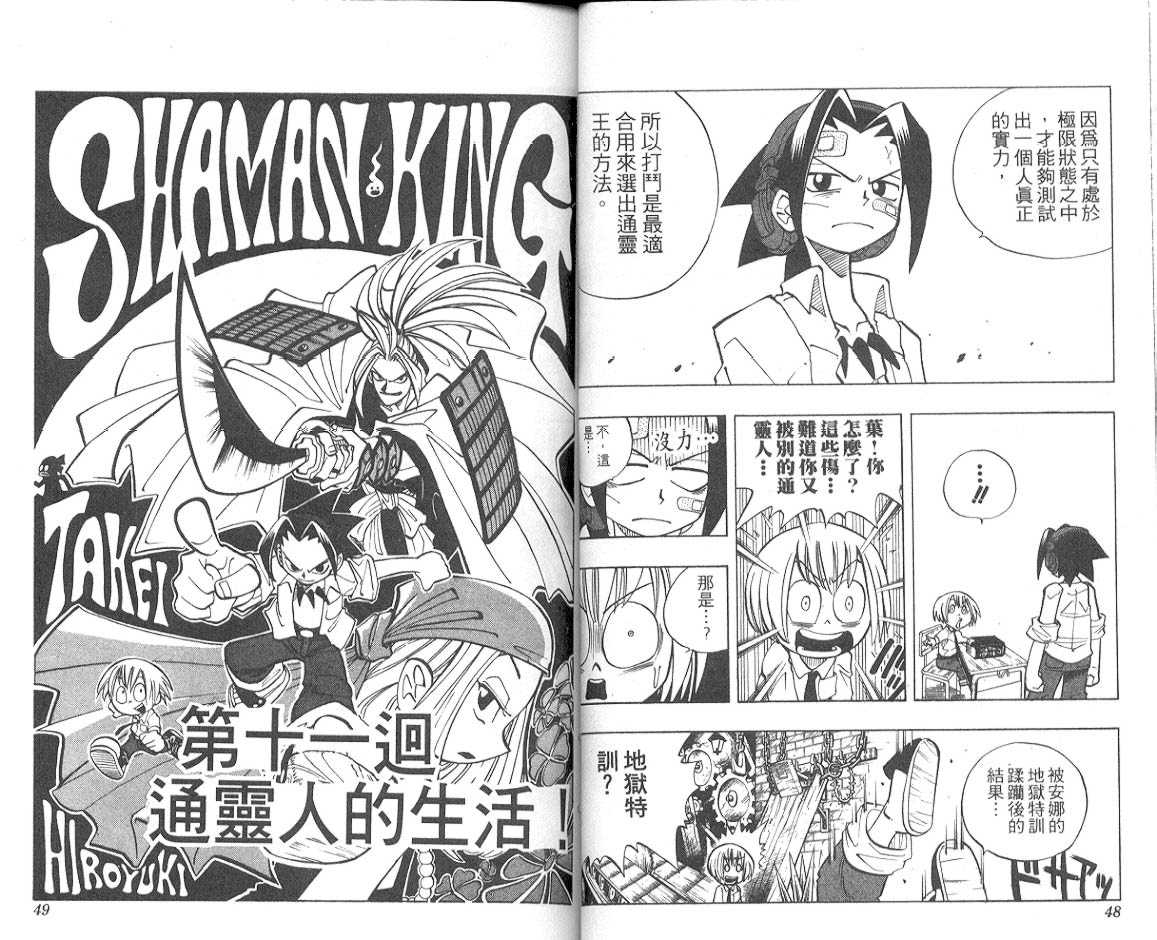 因爲只有處於
極限狀態之中
，才能夠測試
出一個人眞正
的實力，
所以打鬥是最適
合用來選出通靈
王的方法。
…!!
葉！你
怎麼了？
這些傷…
難道你又
被別的通
靈人…
沒力…
不，這
是…
那是…？
被安娜的
地獄特訓
蹂躪後的
結果…
地獄特
訓？
ドギャッ
48
SHAMAN KING
TAKEI
HIROYUKI
第十一迴
通靈人的生活！
49